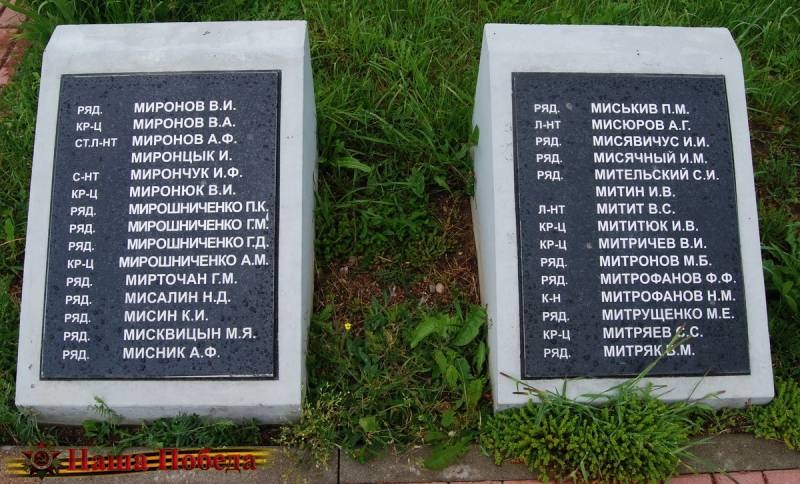 РЯД. МИРОНОВ В.И.
КР-Ц МИРОНОВ В.А.
СТ.Л-НТ МИРОНОВ А.Ф.
МИРОНЦЫК И.
С-НТ МИРОНЧУК И.Ф.
КР-Ц МИРОНЮК В.И.
РЯД. МИРОШНИЧЕНКО П.К.
РЯД. МИРОШНИЧЕНКО Г.М.
РЯД. МИРОШНИЧЕНКО Г.Д.
КР-Ц МИРОШНИЧЕНКО А.М.
РЯД. МИРТОЧАН Г.М.
РЯД. МИСАЛИН Н.Д.
РЯД. МИСИН К.И.
РЯД. МИСКВИЦЫН М.Я.
РЯД. МИСНИК А.Ф.
РЯД. МИСЬКИВ П.М.
Л-НТ МИСЮРОВ А.Г.
РЯД. МИСЯВИЧУС И.И.
РЯД. МИСЯЧНЫЙ И.М.
РЯД. МИТЕЛЬСКИЙ С.И.
МИТИН И.В.
Л-НТ МИТИТ В.С.
КР-Ц МИТИТЮК И.В.
КР-Ц МИТРИЧЕВ В.И.
РЯД. МИТРОНОВ М.Б.
РЯД. МИТРОФАНОВ Ф.Ф.
К-Н МИТРОФАНОВ Н.М.
РЯД. МИТРУЩЕНКО М.Е.
КР-Ц МИТРЯЕВ С.С.
РЯД. МИТРЯК В.М.
Наша Победа